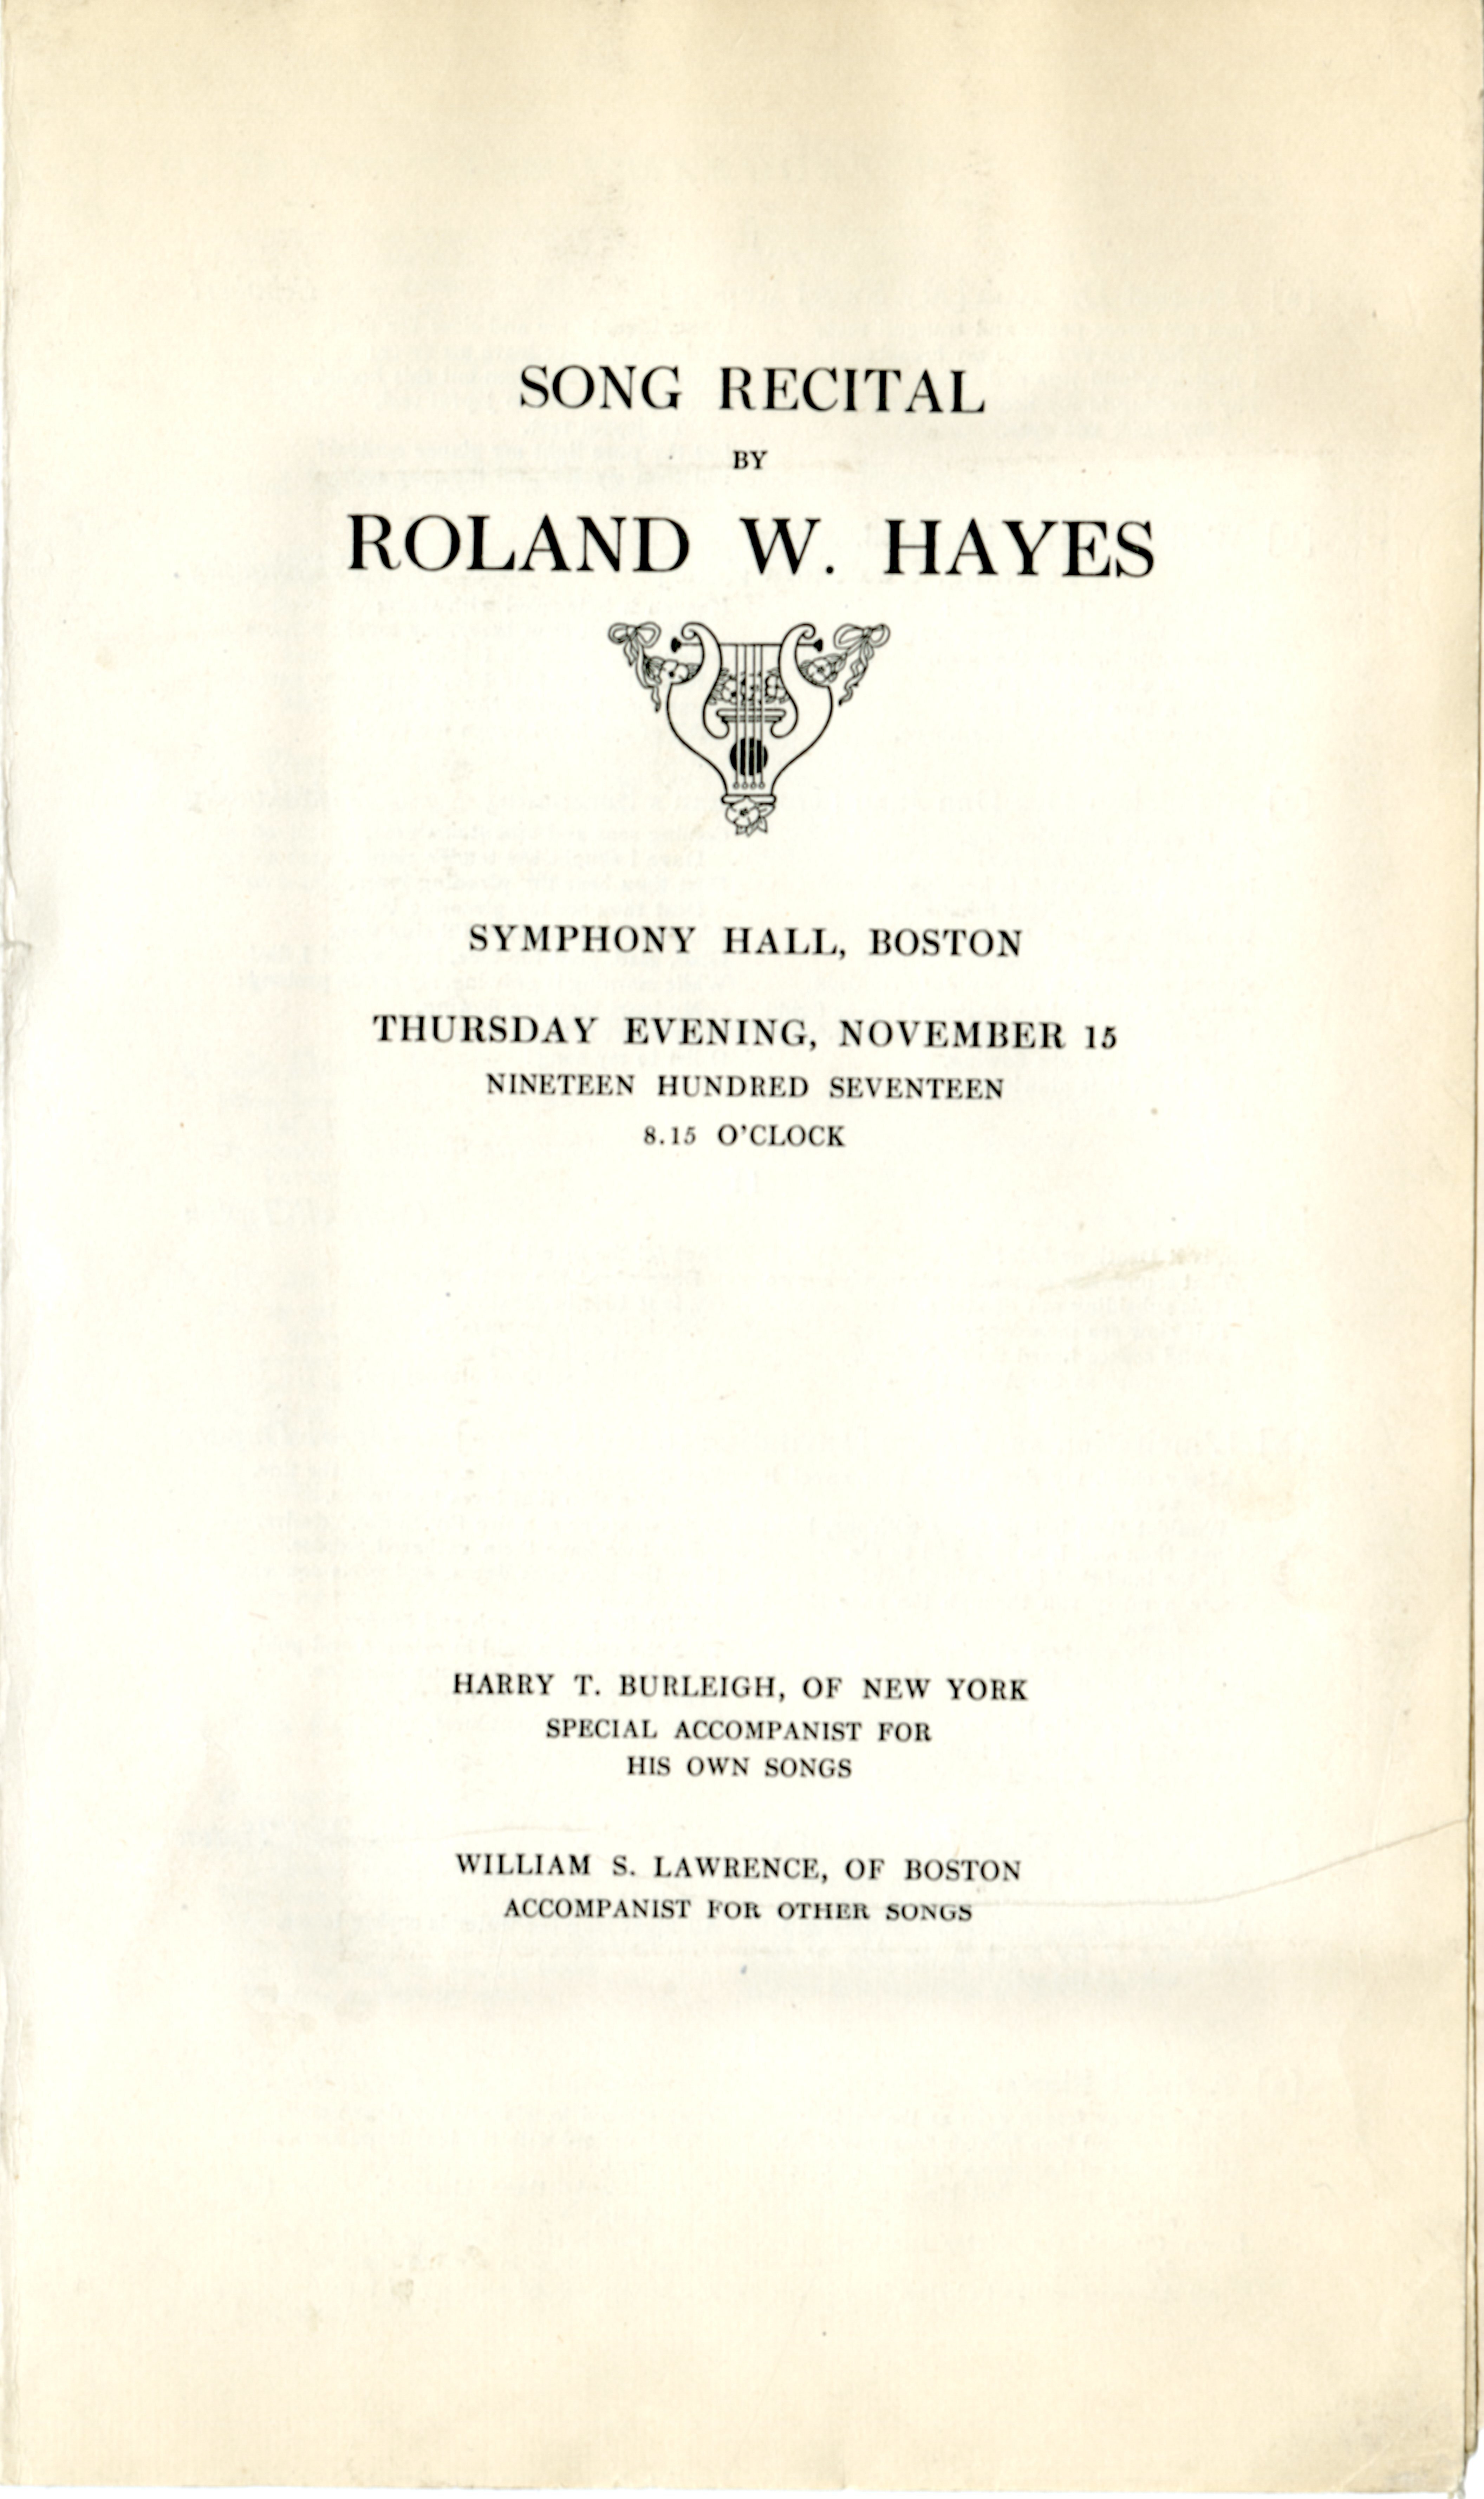 SONG RECITAL
BY
ROLAND W. HAYES
SYMPHONY HALL, BOSTON
THURSDAY EVENING, NOVEMBER 15
NINETEEN HUNDRED SEVENTEEN
8.15 O'CLOCK
HARRY T. BURLEIGH, OF NEW YORK
SPECIAL ACCOMPANIST FOR
HIS OWN SONGS
WILLIAM S. LAWRENCE, OF BOSTON
ACCOMPANIST FOR OTHER SONGS